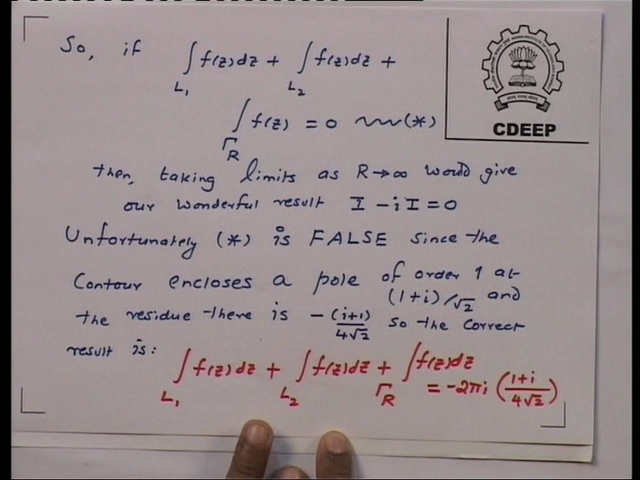 So, if ∫_{L₁} f(z)dz + ∫_{L₂} f(z)dz +
∫_{Γ_R} f(z) = 0 ~~~(*)
CDEEP
then, taking limits as R→∞ would give
our wonderful result I - iI = 0
Unfortunately (*) is FALSE since the
Contour encloses a pole of order 1 at
(1+i)/√2 and
the residue there is -(i+1)/4√2 so the correct
result is:
∫_{L₁} f(z)dz + ∫_{L₂} f(z)dz + ∫_{Γ_R} f(z)dz
= -2πi (1+i/4√2)